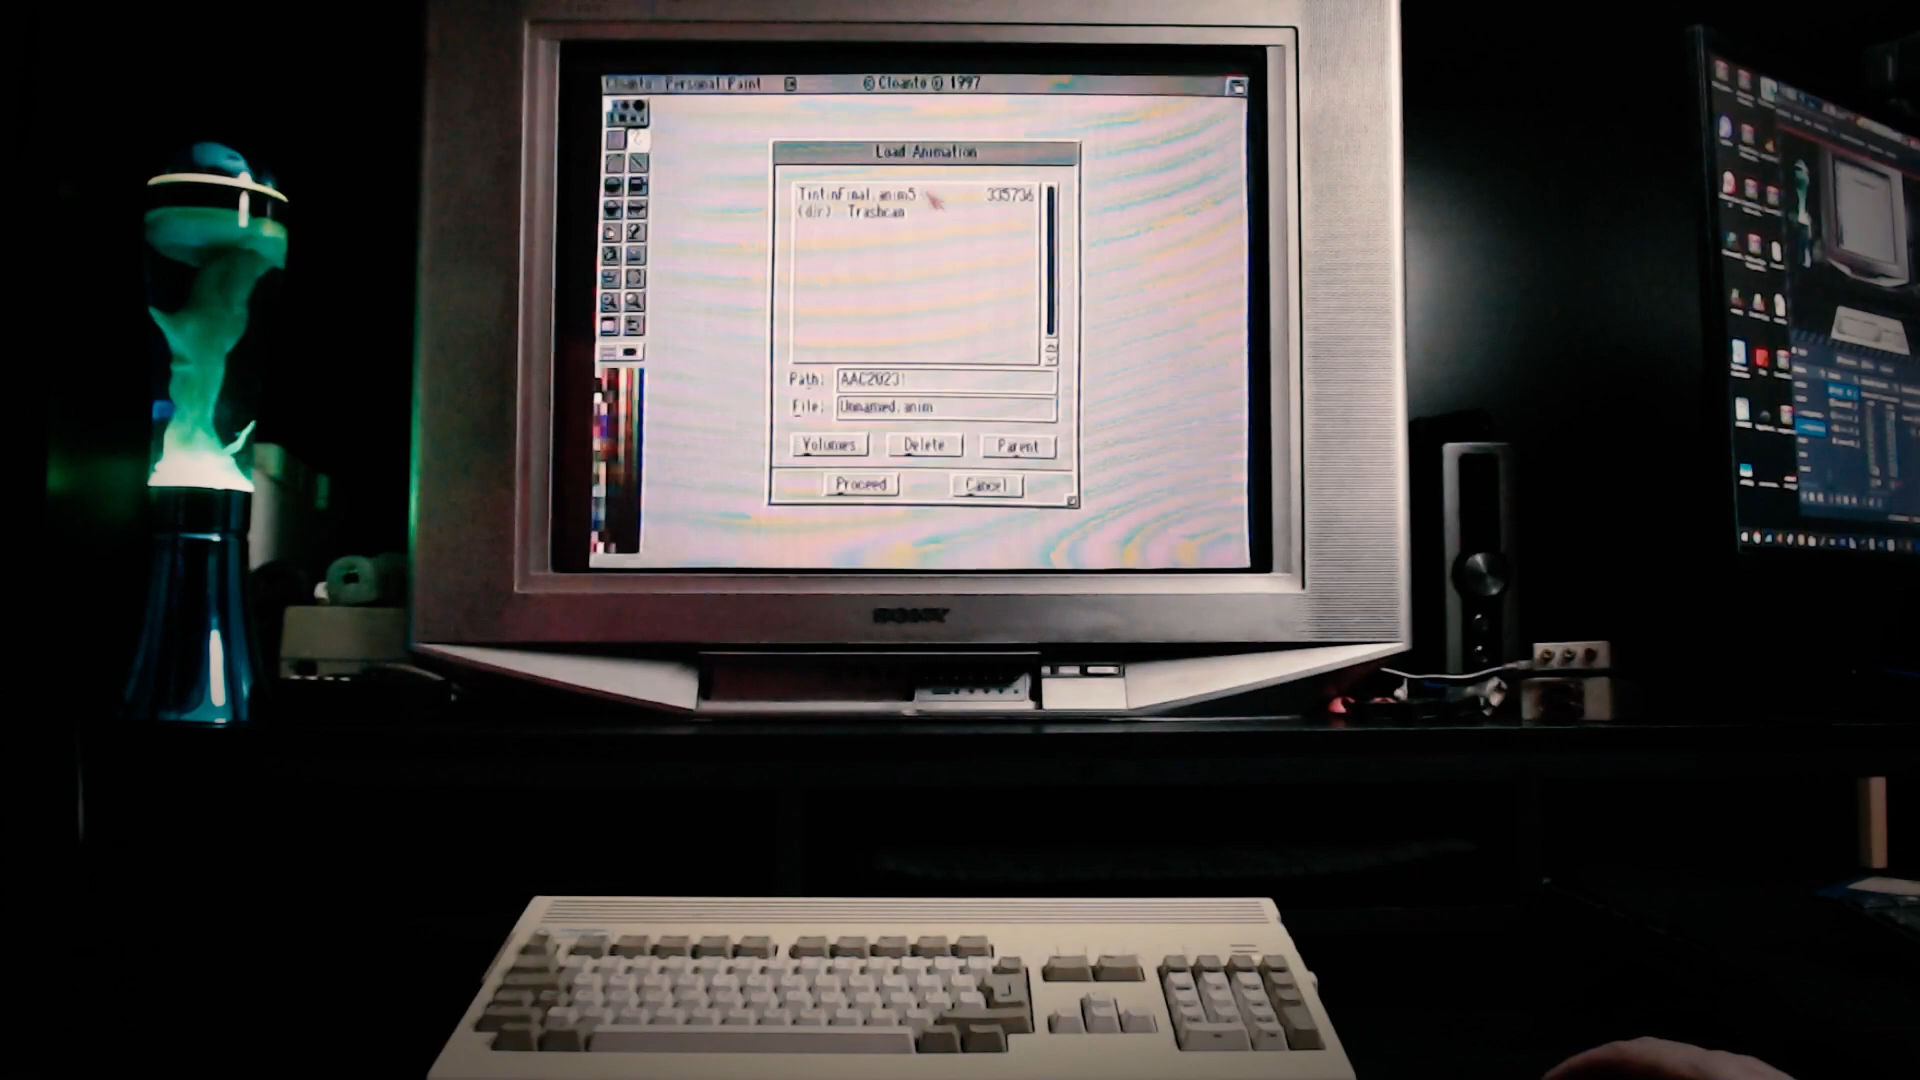 Cloanto Personal Paint © Cloanto © 1997
Load Animation
TintinFinal.anim5 335736
(dir) Trashcan
Path: AAC2023:
File: Unnamed.anim
Volumes Delete Parent
Proceed Cancel
SONY